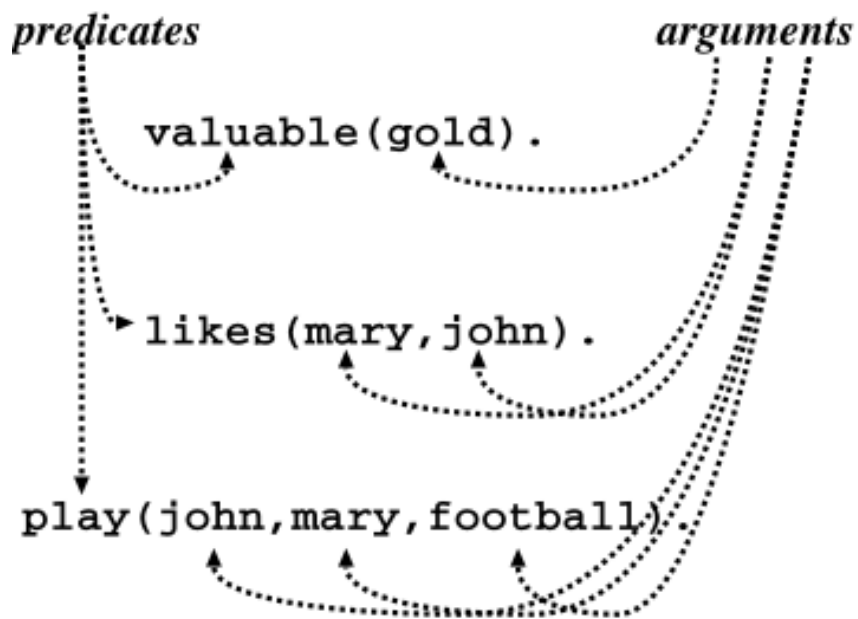 predicates arguments
valuable(gold).
likes(mary,john).
play(john,mary,football).